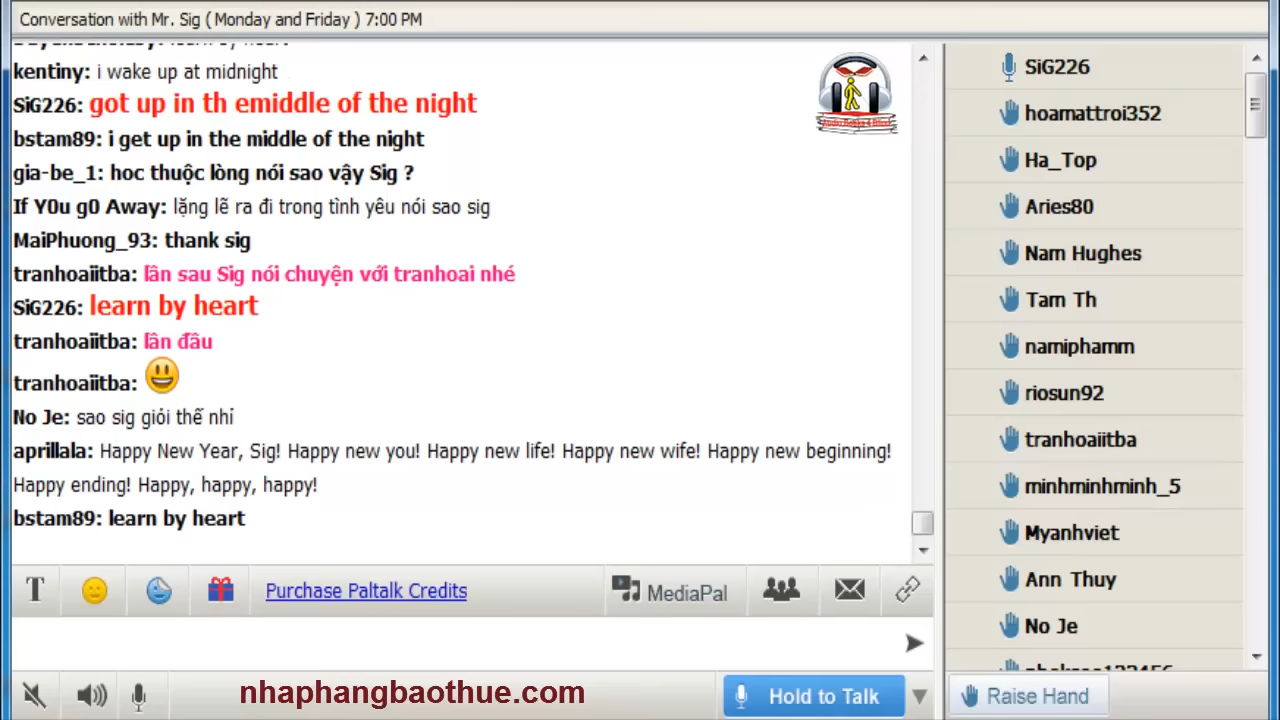 Conversation with Mr. Sig ( Monday and Friday ) 7:00 PM
kentiny: i wake up at midnight
SiG226: got up in th emiddle of the night
bstam89: i get up in the middle of the night
gia-be_1: hoc thuộc lòng nói sao vậy Sig ?
If Y0u g0 Away: lặng lẽ ra đi trong tình yêu nói sao sig
MaiPhuong_93: thank sig
tranhoaiitba: lần sau Sig nói chuyện với tranhoai nhé
SiG226: learn by heart
tranhoaiitba: lần đầu
tranhoaiitba:
No Je: sao sig giỏi thế nhỉ
aprillala: Happy New Year, Sig! Happy new you! Happy new life! Happy new wife! Happy new beginning!
Happy ending! Happy, happy, happy!
bstam89: learn by heart
T
Purchase Paltalk Credits
MediaPal
nhaphangbaothue.com
Hold to Talk
SiG226
hoamattroi352
Ha_Top
Aries80
Nam Hughes
Tam Th
namiphamm
riosun92
tranhoaiitba
minhminhminh_5
Myanhviet
Ann Thuy
No Je
Raise Hand